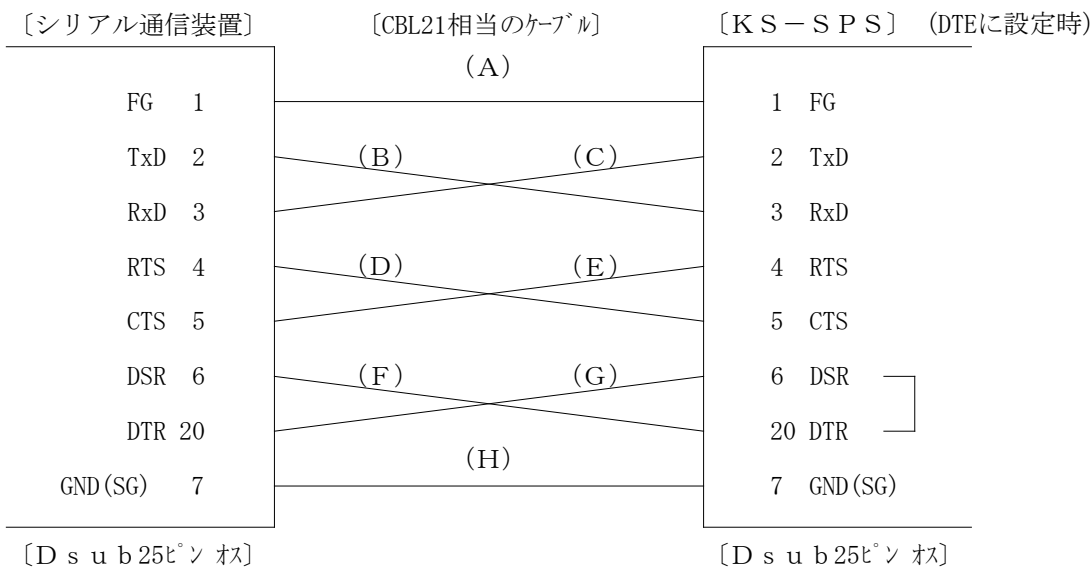 〔シリアル通信装置〕 〔CBL21相当のｹｰﾌﾞﾙ〕 〔ＫＳ－ＳＰＳ〕 (DTEに設定時)
（A）
FG 1 1 FG
TxD 2 （B） （C） 2 TxD
RxD 3 3 RxD
RTS 4 （D） （E） 4 RTS
CTS 5 5 CTS
DSR 6 （F） （G） 6 DSR
DTR 20 20 DTR
（H）
GND(SG) 7 7 GND(SG)
〔Ｄｓｕｂ25ﾋﾟﾝ ｵｽ〕 〔Ｄｓｕｂ25ﾋﾟﾝ ｵｽ〕